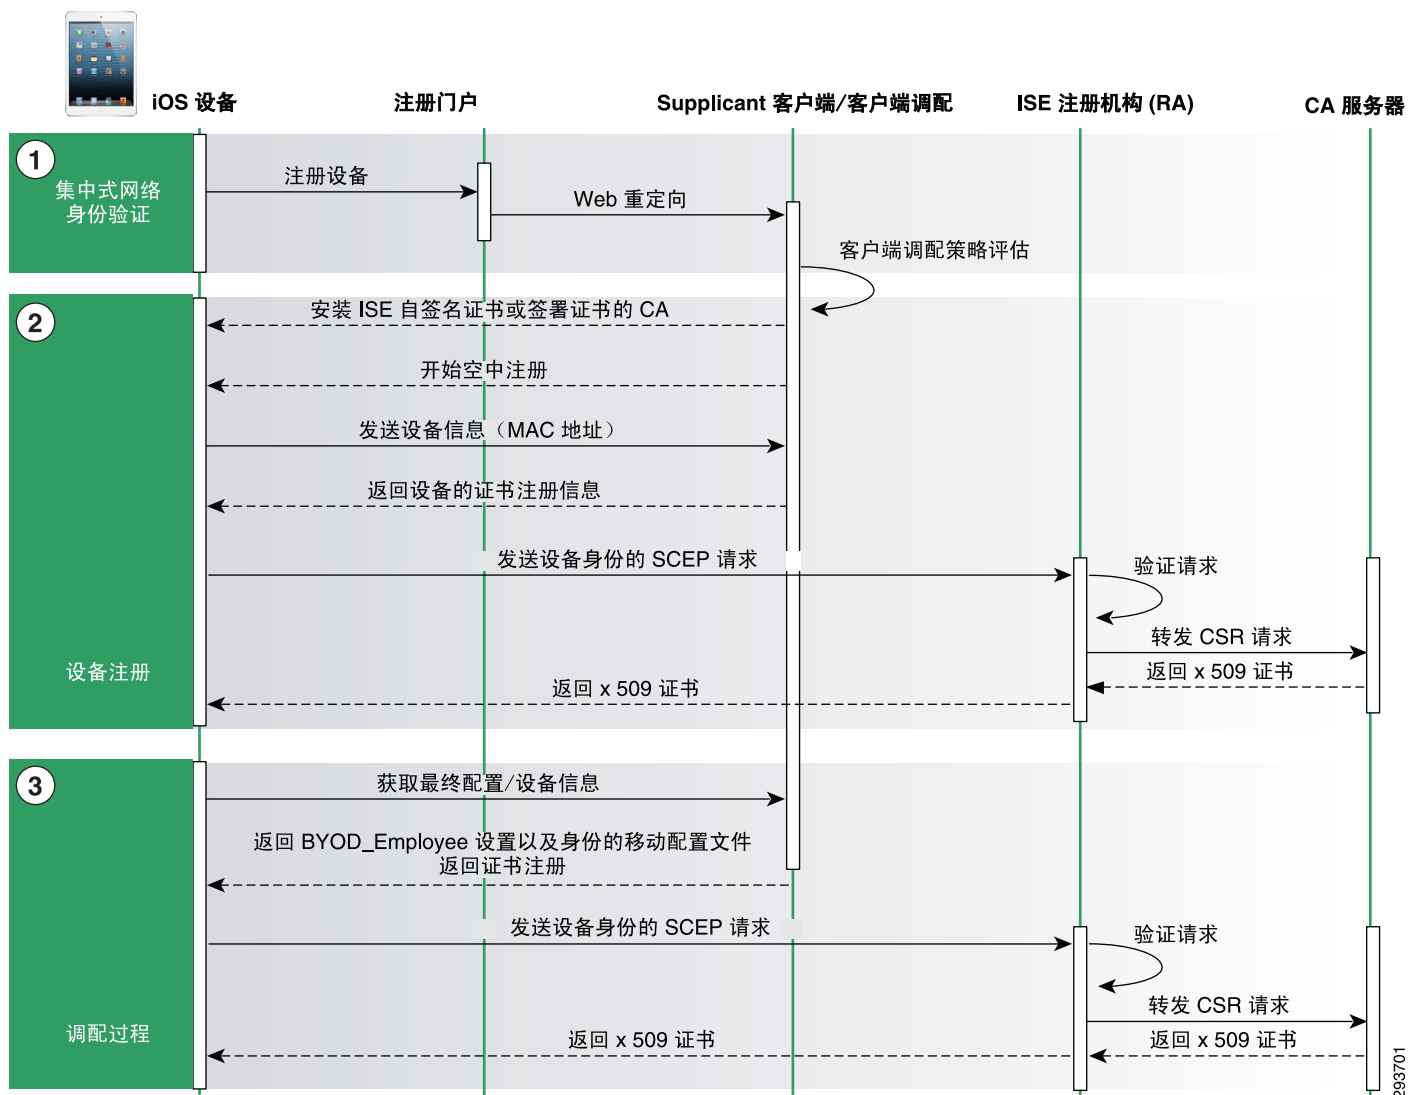 iOS 设备
注册门户
Supplicant 客户端/客户端调配
ISE 注册机构 (RA)
CA 服务器
1
集中式网络
身份验证
注册设备
Web 重定向
客户端调配策略评估
2
安装 ISE 自签名证书或签署证书的 CA
开始空中注册
发送设备信息（MAC 地址）
返回设备的证书注册信息
发送设备身份的 SCEP 请求
验证请求
转发 CSR 请求
返回 x 509 证书
返回 x 509 证书
设备注册
3
获取最终配置/设备信息
返回 BYOD_Employee 设置以及身份的移动配置文件
返回证书注册
发送设备身份的 SCEP 请求
验证请求
转发 CSR 请求
返回 x 509 证书
返回 x 509 证书
调配过程
293701